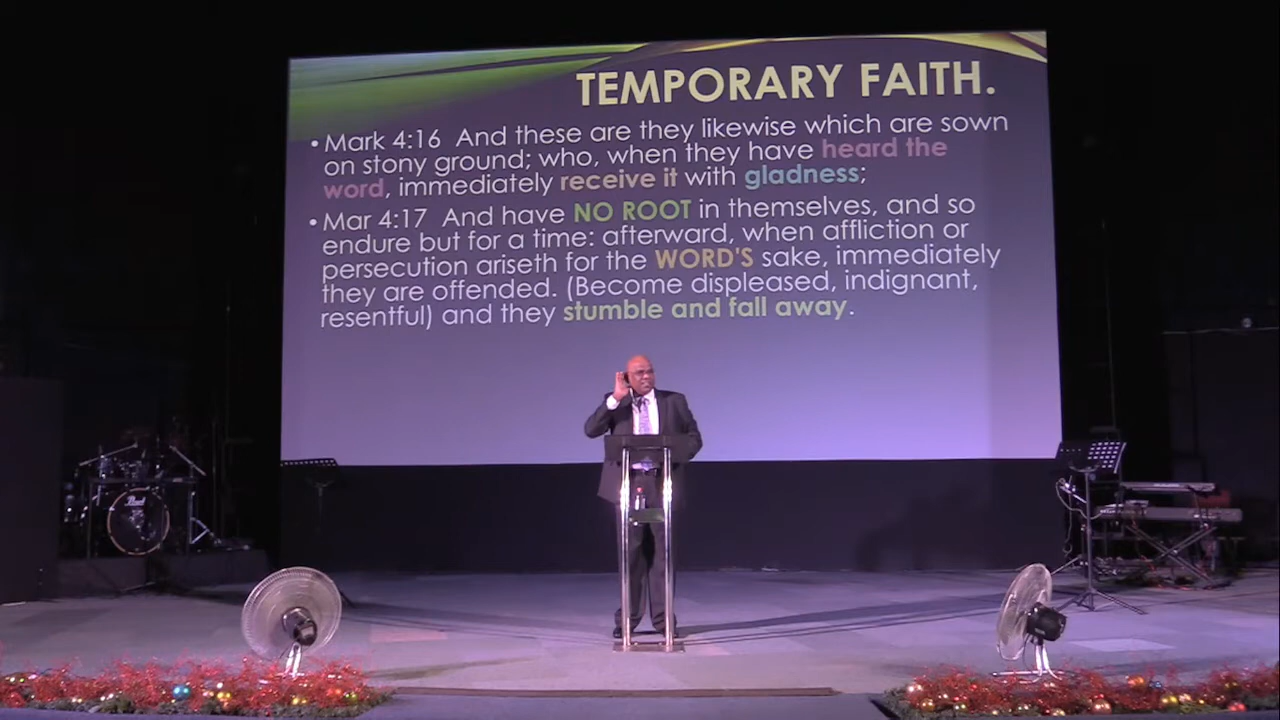 TEMPORARY FAITH.
• Mark 4:16 And these are they likewise which are sown
on stony ground; who, when they have heard the
word, immediately receive it with gladness;
• Mar 4:17 And have NO ROOT in themselves, and so
endure but for a time: afterward, when affliction or
persecution ariseth for the WORD'S sake, immediately
they are offended. (Become displeased, indignant,
resentful) and they stumble and fall away.
Pearl